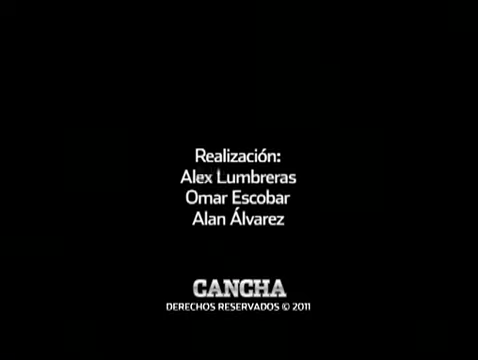 Realización:
Alex Lumbreras
Omar Escobar
Alan Álvarez
CANCHA
DERECHOS RESERVADOS © 2011